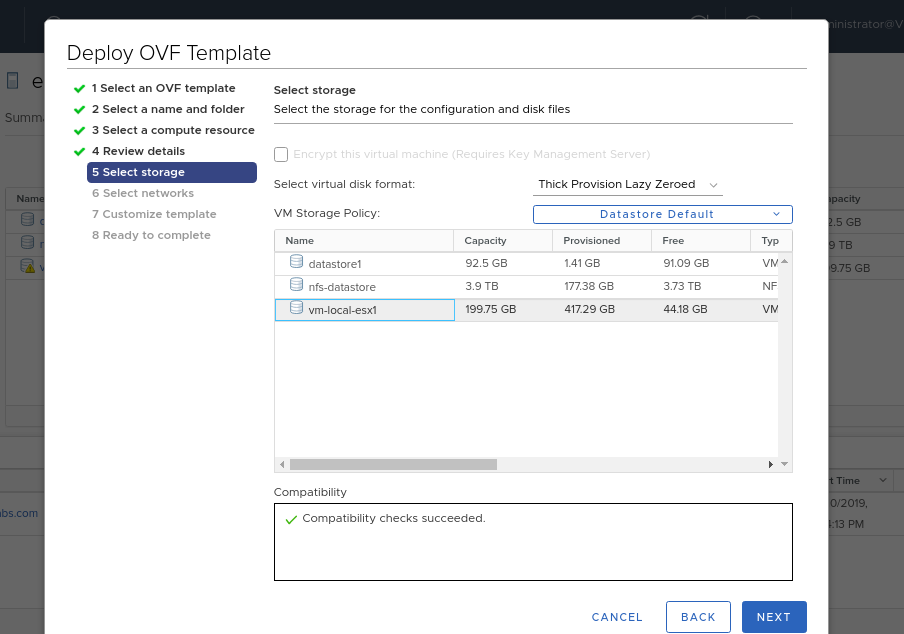 ministrator@V
Deploy OVF Template
e
Summa
1 Select an OVF template
2 Select a name and folder
3 Select a compute resource
4 Review details
5 Select storage
6 Select networks
7 Customize template
8 Ready to complete
Select storage
Select the storage for the configuration and disk files
Encrypt this virtual machine (Requires Key Management Server)
Select virtual disk format:
Thick Provision Lazy Zeroed
VM Storage Policy:
Datastore Default
Name
Capacity
Provisioned
Free
Typ
datastore1
92.5 GB
1.41 GB
91.09 GB
VM
nfs-datastore
3.9 TB
177.38 GB
3.73 TB
NF
vm-local-esx1
199.75 GB
417.29 GB
44.18 GB
VM
Compatibility
Compatibility checks succeeded.
CANCEL
BACK
NEXT
Name
d
n
v
apacity
2.5 GB
9 TB
99.75 GB
bs.com
rt Time
0/2019,
:13 PM